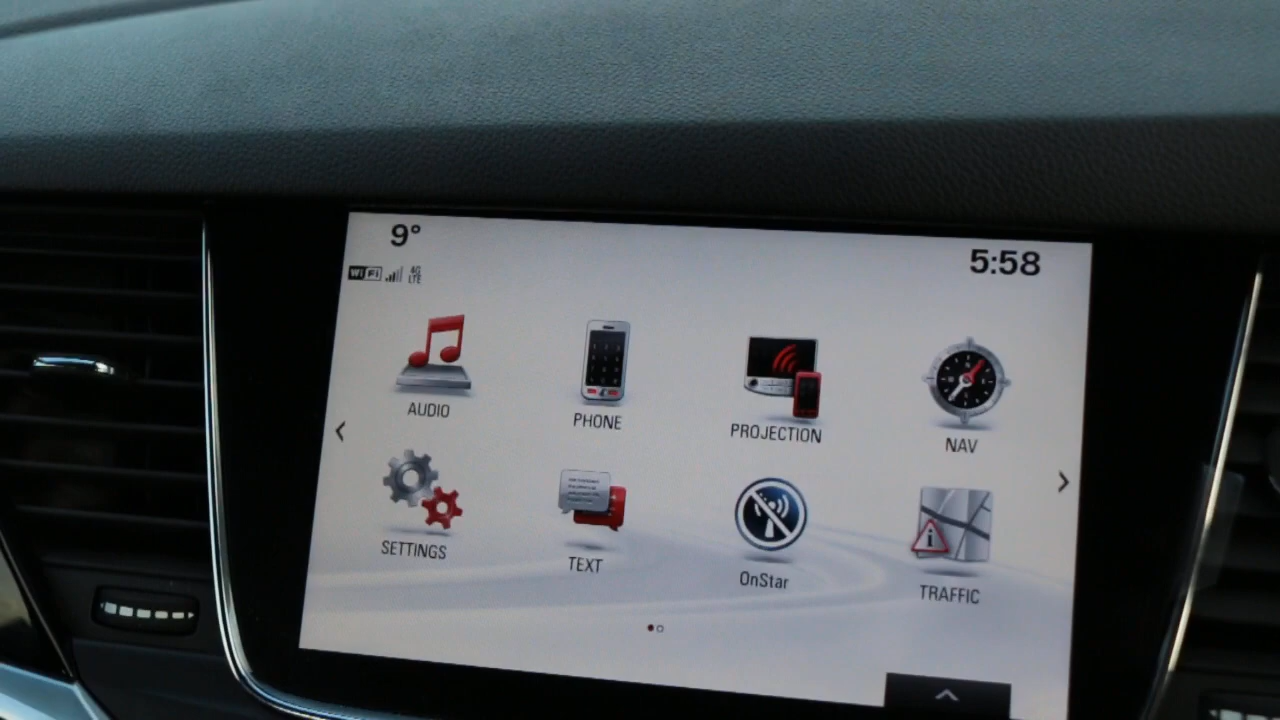 9°
5:58
WiFi 4G
LTE
AUDIO
PHONE
PROJECTION
NAV
SETTINGS
TEXT
OnStar
TRAFFIC